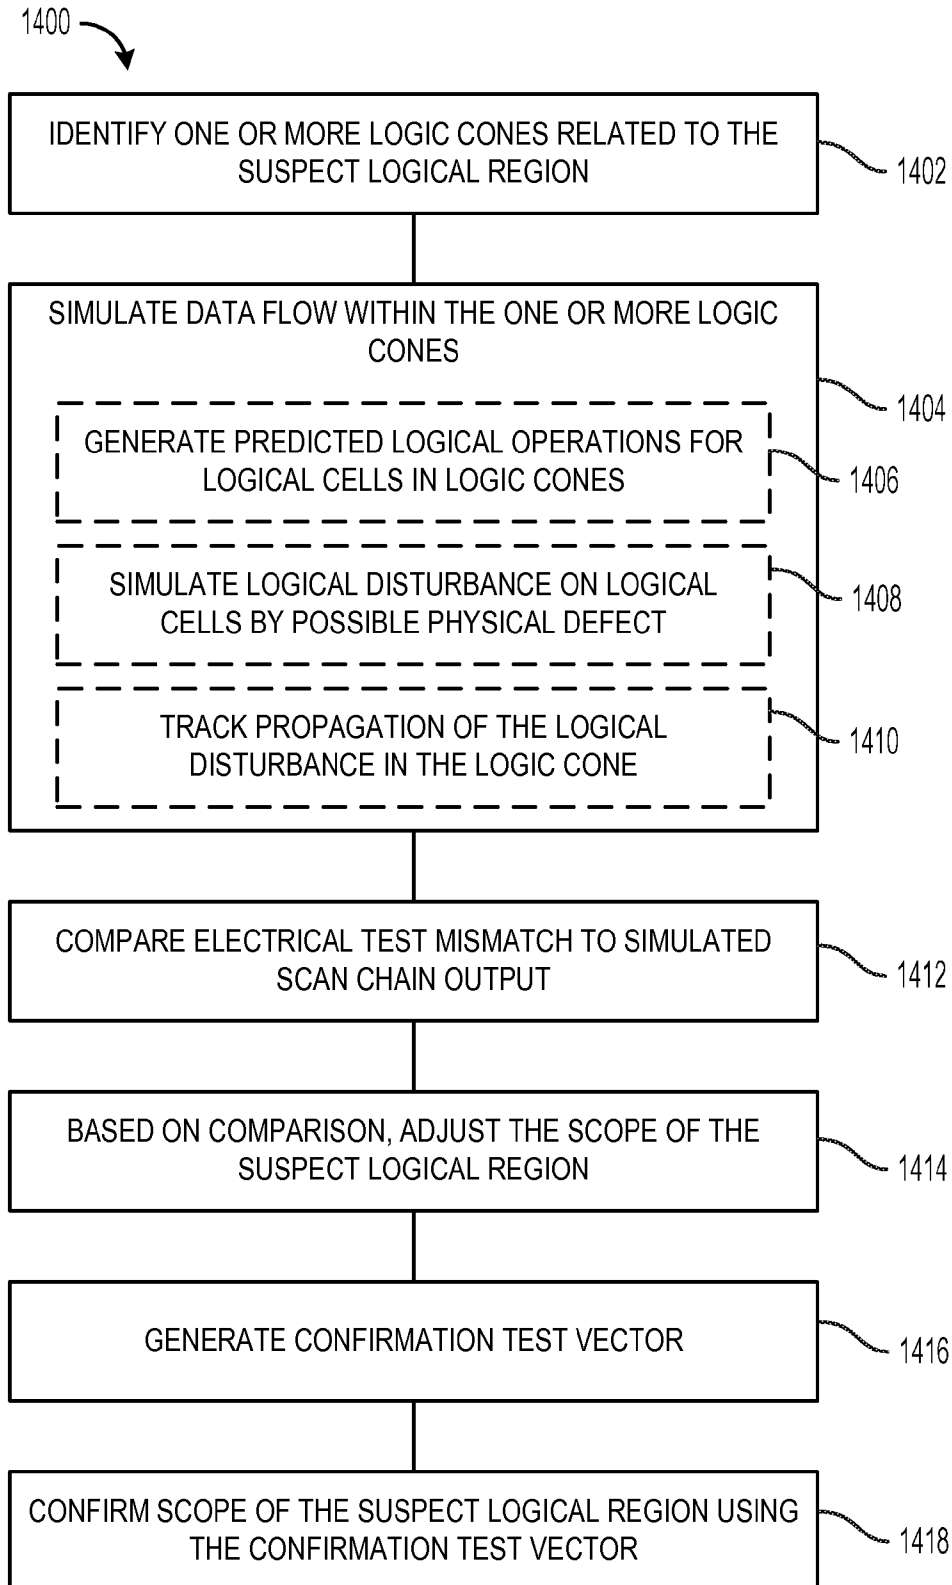 1400
IDENTIFY ONE OR MORE LOGIC CONES RELATED TO THE
SUSPECT LOGICAL REGION
1402
SIMULATE DATA FLOW WITHIN THE ONE OR MORE LOGIC
CONES
1404
GENERATE PREDICTED LOGICAL OPERATIONS FOR
LOGICAL CELLS IN LOGIC CONES
1406
SIMULATE LOGICAL DISTURBANCE ON LOGICAL
CELLS BY POSSIBLE PHYSICAL DEFECT
1408
TRACK PROPAGATION OF THE LOGICAL
DISTURBANCE IN THE LOGIC CONE
1410
COMPARE ELECTRICAL TEST MISMATCH TO SIMULATED
SCAN CHAIN OUTPUT
1412
BASED ON COMPARISON, ADJUST THE SCOPE OF THE
SUSPECT LOGICAL REGION
1414
GENERATE CONFIRMATION TEST VECTOR
1416
CONFIRM SCOPE OF THE SUSPECT LOGICAL REGION USING
THE CONFIRMATION TEST VECTOR
1418